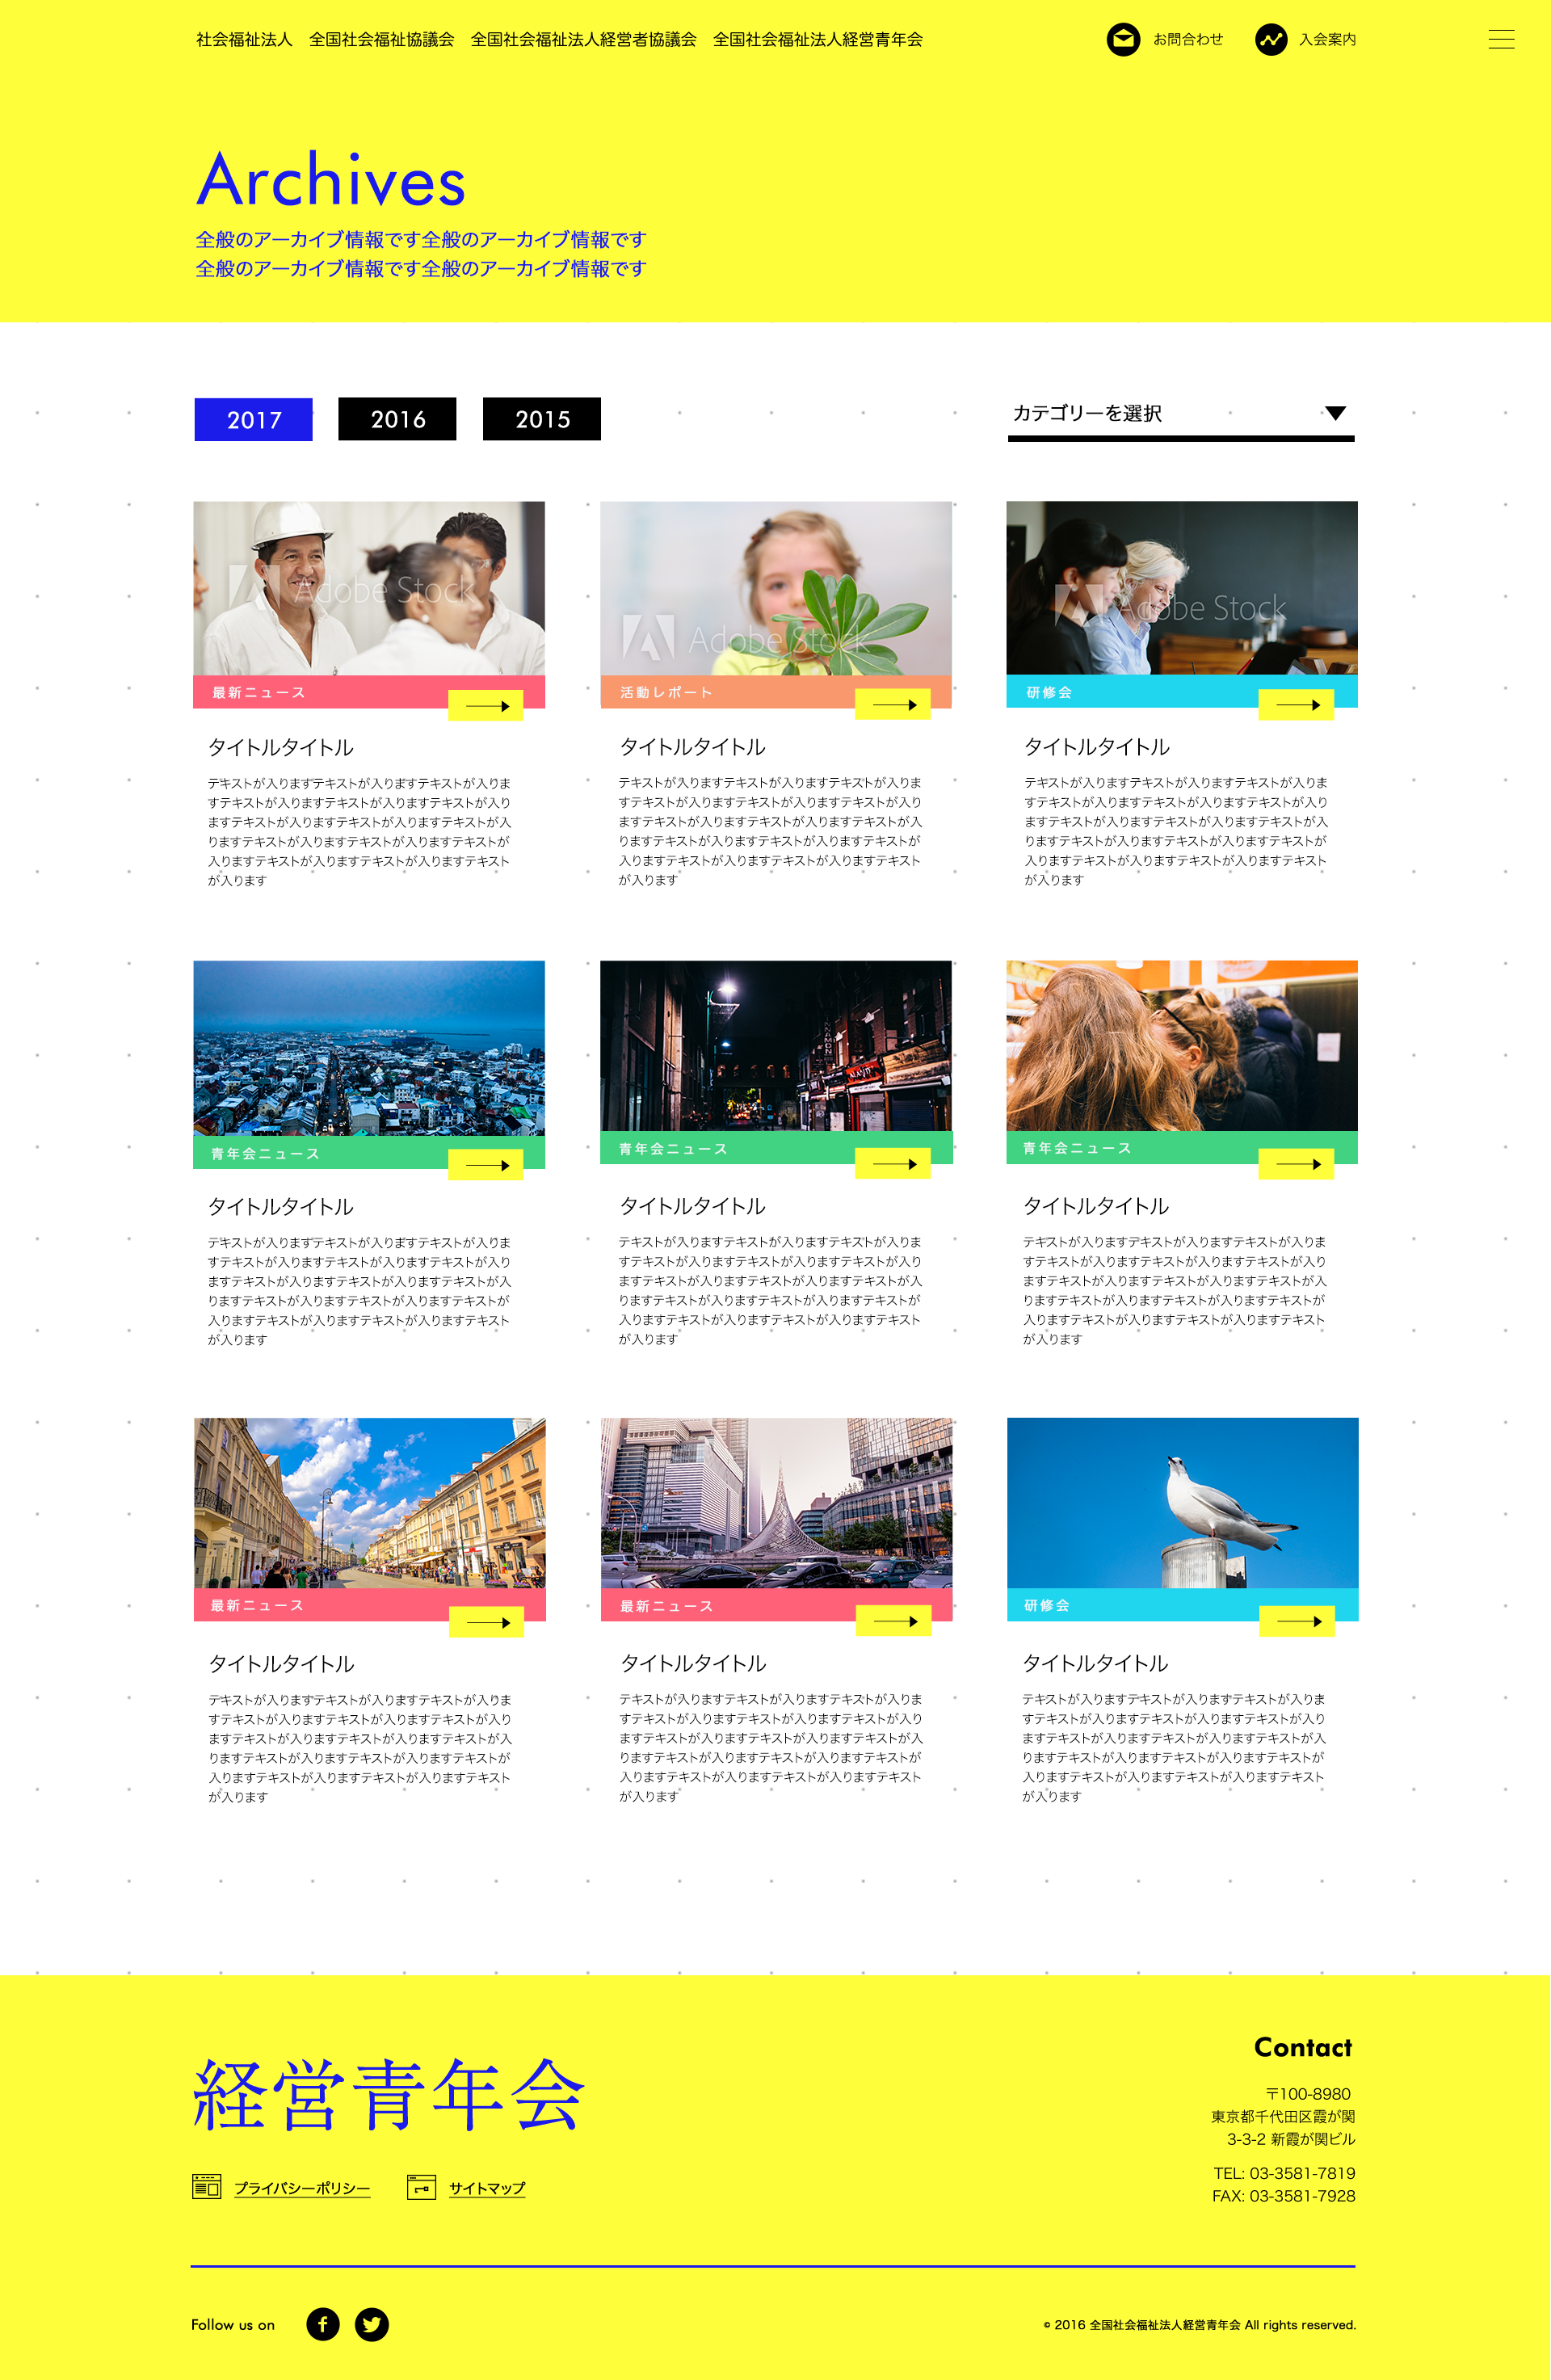 社会福祉法人　全国社会福祉協議会　全国社会福祉法人経営者協議会　全国社会福祉法人経営青年会
お問合わせ
入会案内
Archives
全般のアーカイブ情報です全般のアーカイブ情報です
全般のアーカイブ情報です全般のアーカイブ情報です
2017
2016
2015
カテゴリーを選択
Adobe Stock
最新ニュース
タイトルタイトル
テキストが入りますテキストが入りますテキストが入りま
すテキストが入りますテキストが入りますテキストが入り
ますテキストが入りますテキストが入りますテキストが入
りますテキストが入りますテキストが入りますテキストが
入りますテキストが入りますテキストが入りますテキスト
が入ります
Adobe Stock
活動レポート
タイトルタイトル
テキストが入りますテキストが入りますテキストが入りま
すテキストが入りますテキストが入りますテキストが入り
ますテキストが入りますテキストが入りますテキストが入
りますテキストが入りますテキストが入りますテキストが
入りますテキストが入りますテキストが入りますテキスト
が入ります
Adobe Stock
研修会
タイトルタイトル
テキストが入りますテキストが入りますテキストが入りま
すテキストが入りますテキストが入りますテキストが入り
ますテキストが入りますテキストが入りますテキストが入
りますテキストが入りますテキストが入りますテキストが
入りますテキストが入りますテキストが入りますテキスト
が入ります
青年会ニュース
タイトルタイトル
テキストが入りますテキストが入りますテキストが入りま
すテキストが入りますテキストが入りますテキストが入り
ますテキストが入りますテキストが入りますテキストが入
りますテキストが入りますテキストが入りますテキストが
入りますテキストが入りますテキストが入りますテキスト
が入ります
青年会ニュース
タイトルタイトル
テキストが入りますテキストが入りますテキストが入りま
すテキストが入りますテキストが入りますテキストが入り
ますテキストが入りますテキストが入りますテキストが入
りますテキストが入りますテキストが入りますテキストが
入りますテキストが入りますテキストが入りますテキスト
が入ります
青年会ニュース
タイトルタイトル
テキストが入りますテキストが入りますテキストが入りま
すテキストが入りますテキストが入りますテキストが入り
ますテキストが入りますテキストが入りますテキストが入
りますテキストが入りますテキストが入りますテキストが
入りますテキストが入りますテキストが入りますテキスト
が入ります
最新ニュース
タイトルタイトル
テキストが入りますテキストが入りますテキストが入りま
すテキストが入りますテキストが入りますテキストが入り
ますテキストが入りますテキストが入りますテキストが入
りますテキストが入りますテキストが入りますテキストが
入りますテキストが入りますテキストが入りますテキスト
が入ります
最新ニュース
タイトルタイトル
テキストが入りますテキストが入りますテキストが入りま
すテキストが入りますテキストが入りますテキストが入り
ますテキストが入りますテキストが入りますテキストが入
りますテキストが入りますテキストが入りますテキストが
入りますテキストが入りますテキストが入りますテキスト
が入ります
研修会
タイトルタイトル
テキストが入りますテキストが入りますテキストが入りま
すテキストが入りますテキストが入りますテキストが入り
ますテキストが入りますテキストが入りますテキストが入
りますテキストが入りますテキストが入りますテキストが
入りますテキストが入りますテキストが入りますテキスト
が入ります
経営青年会
プライバシーポリシー
サイトマップ
Contact
〒100-8980
東京都千代田区霞が関
3-3-2 新霞が関ビル
TEL: 03-3581-7819
FAX: 03-3581-7928
Follow us on
© 2016 全国社会福祉法人経営青年会 All rights reserved.